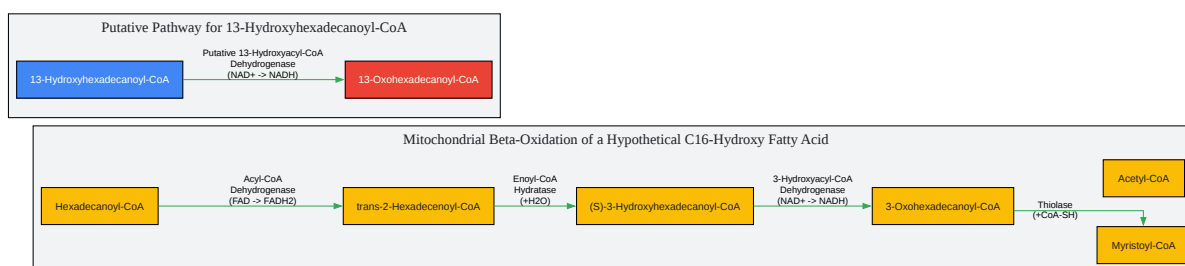 Putative Pathway for 13-Hydroxyhexadecanoyl-CoA
Putative 13-Hydroxyacyl-CoA
Dehydrogenase
(NAD+ -> NADH)
13-Hydroxyhexadecanoyl-CoA
13-Oxohexadecanoyl-CoA
Mitochondrial Beta-Oxidation of a Hypothetical C16-Hydroxy Fatty Acid
Hexadecanoyl-CoA
Acyl-CoA
Dehydrogenase
(FAD -> FADH2)
trans-2-Hexadecenoyl-CoA
Enoyl-CoA
Hydratase
(+H2O)
(S)-3-Hydroxyhexadecanoyl-CoA
3-Hydroxyacyl-CoA
Dehydrogenase
(NAD+ -> NADH)
3-Oxohexadecanoyl-CoA
Thiolase
(+CoA-SH)
Acetyl-CoA
Myristoyl-CoA